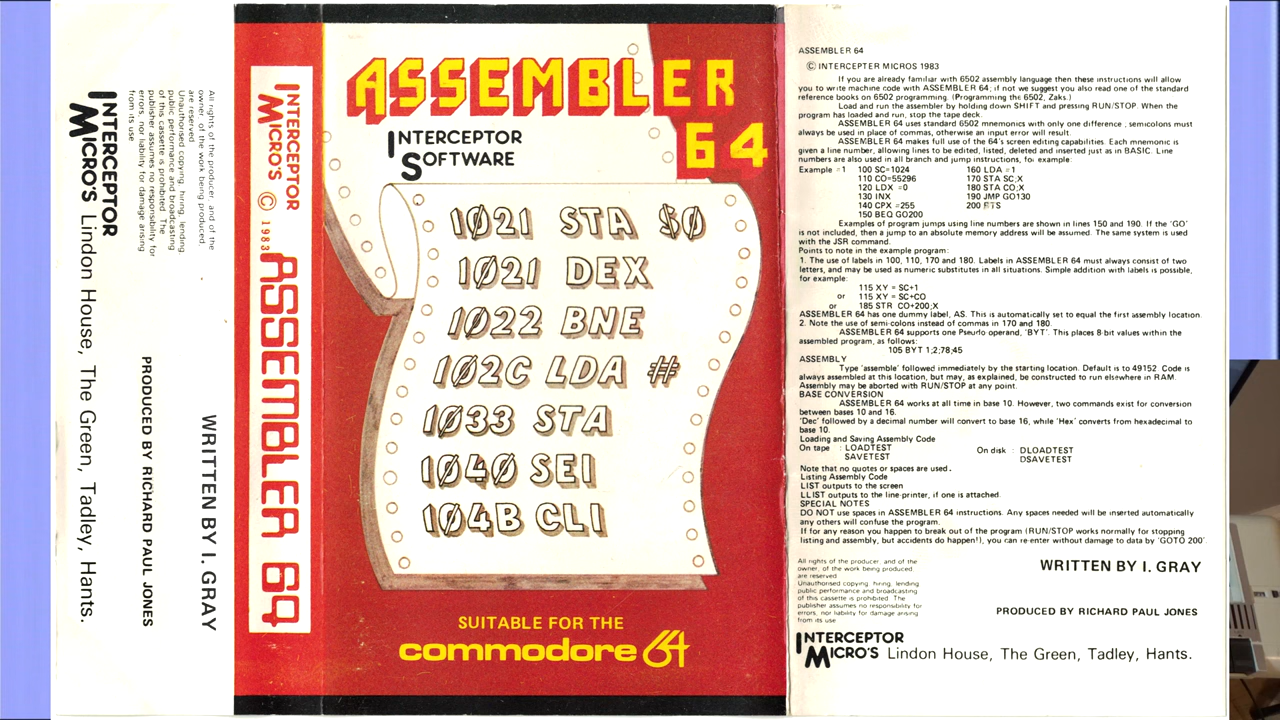 All rights of the producer, and of the
owner, of the work being produced,
are reserved
Unauthorised copying, hiring, lending
public performance and broadcasting
of this cassette is prohibited. The
publisher assumes no responsibility for
errors, nor liability for damage arising
from its use
INTERCEPTOR
MICRO'S Lindon House, The Green, Tadley, Hants.
WRITTEN BY I. GRAY
PRODUCED BY RICHARD PAUL JONES
INTERCEPTOR
MICRO'S © 1983 ASSEMBLER 64
ASSEMBLER
64
INTERCEPTOR
SOFTWARE
1021 STA $0
1021 DEX
1022 BNE
102C LDA #
1033 STA
1040 SEI
104B CLI
SUITABLE FOR THE
commodore 64
ASSEMBLER 64
© INTERCEPTER MICROS 1983
If you are already familiar with 6502 assembly language then these instructions will allow
you to write machine code with ASSEMBLER 64; if not we suggest you also read one of the standard
reference books on 6502 programming. (Programming the 6502, Zaks.)
Load and run the assembler by holding down SHIFT and pressing RUN/STOP. When the
program has loaded and run, stop the tape deck.
ASSEMBLER 64 uses standard 6502 mnemonics with only one difference , semicolons must
always be used in place of commas, otherwise an input error will result.
ASSEMBLER 64 makes full use of the 64's screen editing capabilities. Each mnemonic is
given a line number, allowing lines to be edited, listed, deleted and inserted just as in BASIC. Line
numbers are also used in all branch and jump instructions, for example:
Example =1 100 SC=1024 160 LDA =1
110 CO=55296 170 STA SC;X
120 LDX =0 180 STA CO;X
130 INX 190 JMP GO130
140 CPX =255 200 RTS
150 BEQ GO200
Examples of program jumps using line numbers are shown in lines 150 and 190. If the 'GO'
is not included, then a jump to an absolute memory address will be assumed. The same system is used
with the JSR command.
Points to note in the example program:
1. The use of labels in 100, 110, 170 and 180. Labels in ASSEMBLER 64 must always consist of two
letters, and may be used as numeric substitutes in all situations. Simple addition with labels is possible,
for example:
115 XY = SC+1
or 115 XY = SC+CO
or 185 STR CO+200;X
ASSEMBLER 64 has one dummy label, AS. This is automatically set to equal the first assembly location
2. Note the use of semi-colons instead of commas in 170 and 180.
ASSEMBLER 64 supports one Pseudo operand, 'BYT'. This places 8-bit values within the
assembled program, as follows:
105 BYT 1;2;78;45
ASSEMBLY
Type 'assemble' followed immediately by the starting location. Default is to 49152. Code is
always assembled at this location, but may, as explained, be constructed to run elsewhere in RAM.
Assembly may be aborted with RUN/STOP at any point.
BASE CONVERSION
ASSEMBLER 64 works at all time in base 10. However, two commands exist for conversion
between bases 10 and 16.
'Dec' followed by a decimal number will convert to base 16, while 'Hex' converts from hexadecimal to
base 10.
Loading and Saving Assembly Code
On tape : LOADTEST On disk : DLOADTEST
SAVETEST DSAVETEST
Note that no quotes or spaces are used.
Listing Assembly Code
LIST outputs to the screen
LLIST outputs to the line-printer, if one is attached.
SPECIAL NOTES
DO NOT use spaces in ASSEMBLER 64 instructions. Any spaces needed will be inserted automatically
any others will confuse the program.
If for any reason you happen to break out of the program (RUN/STOP works normally for stopping
listing and assembly, but accidents do happen!), you can re-enter without damage to data by 'GOTO 200'.
All rights of the producer, and of the
owner, of the work being produced
are reserved
Unauthorised copying, hiring, lending
public performance and broadcasting
of this cassette is prohibited. The
publisher assumes no responsibility for
errors, nor liability for damage arising
from its use
WRITTEN BY I. GRAY
PRODUCED BY RICHARD PAUL JONES
INTERCEPTOR
MICRO'S Lindon House, The Green, Tadley, Hants.